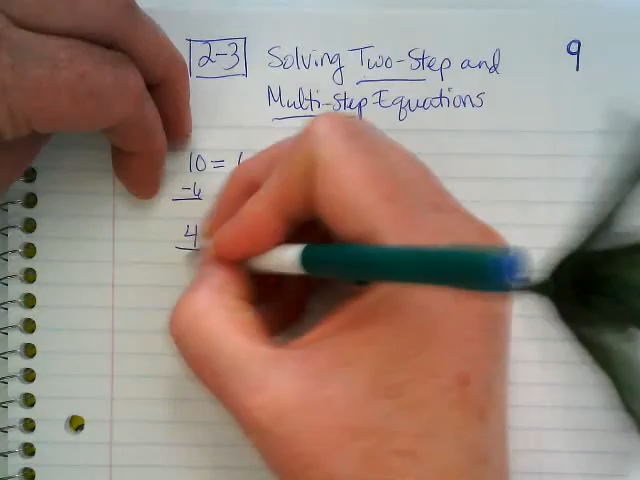 2-3 Solving Two-Step and 9
Multi-Step Equations
10 =
-6
4